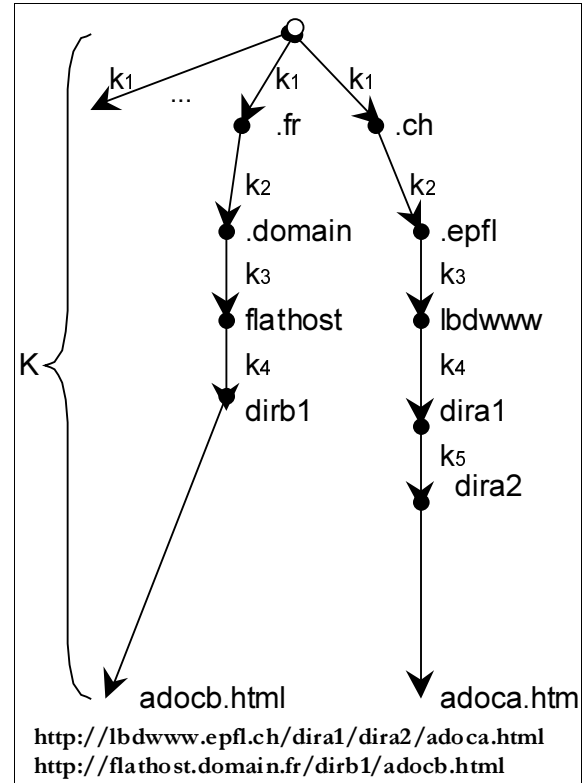 k1
...
k1
k1
.fr
.ch
k2
k2
.domain
.epfl
k3
k3
flathost
lbdwww
K
k4
k4
dirb1
dira1
k5
dira2
adocb.html
adoca.htm
http://lbdwww.epfl.ch/dira1/dira2/adoca.html
http://flathost.domain.fr/dirb1/adocb.html